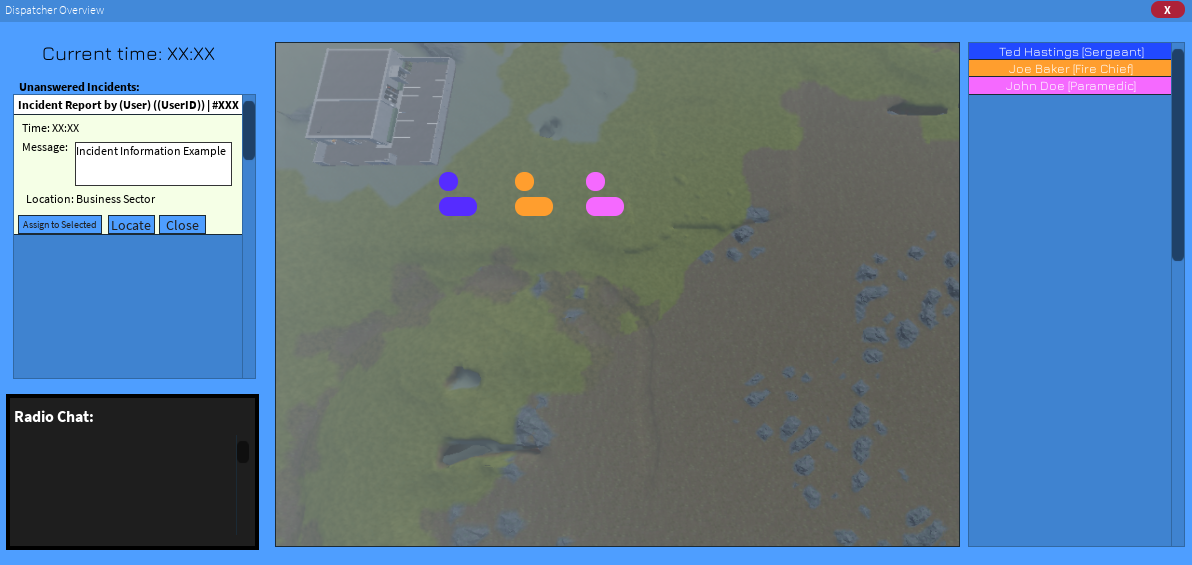 Dispatcher Overview
X
Current time: XX:XX
Unanswered Incidents:
Incident Report by (User) ((UserID)) | #XXX
Time: XX:XX
Message:
Incident Information Example
Location: Business Sector
Assign to Selected
Locate
Close
Radio Chat:
Ted Hastings [Sergeant]
Joe Baker [Fire Chief]
John Doe [Paramedic]